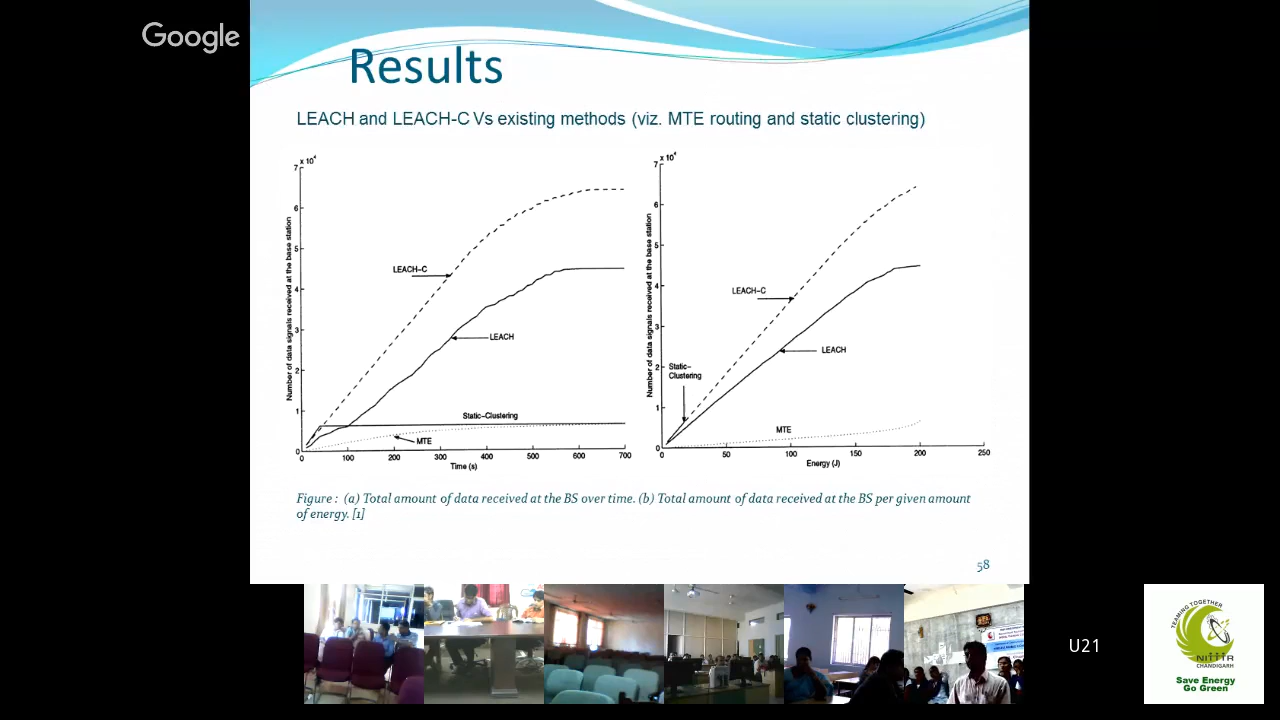 Google
Results
LEACH and LEACH-C Vs existing methods (viz. MTE routing and static clustering)
x 10⁴
7
6
5
4
3
2
1
0
Number of data signals received at the base station
LEACH-C
LEACH
Static-Clustering
MTE
0 100 200 300 400 500 600 700
Time (s)
x 10⁴
7
6
5
4
3
2
1
0
Number of data signals received at the base station
LEACH-C
LEACH
Static-
Clustering
MTE
0 50 100 150 200 250
Energy (J)
Figure : (a) Total amount of data received at the BS over time. (b) Total amount of data received at the BS per given amount
of energy. [1]
58
U21
TEAMING TOGETHER
NITTTR
CHANDIGARH
Save Energy
Go Green